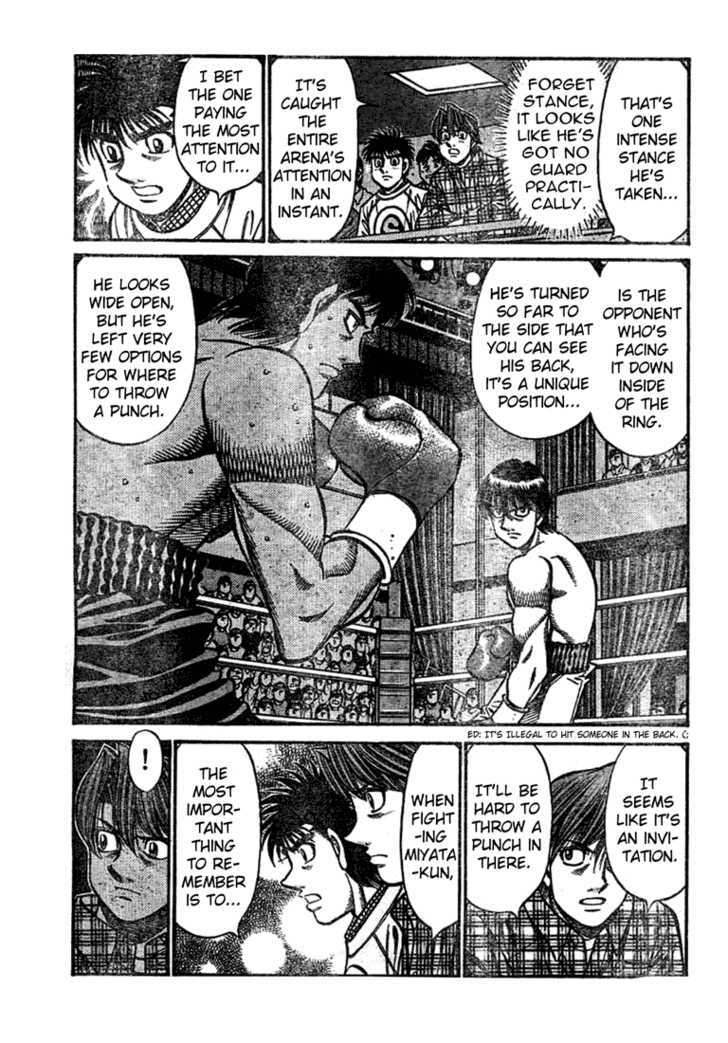 THAT'S
ONE
INTENSE
STANCE
HE'S
TAKEN...
FORGET
STANCE,
IT LOOKS
LIKE HE'S
GOT NO
GUARD
PRACTI-
CALLY.
IT'S
CAUGHT
THE
ENTIRE
ARENA'S
ATTENTION
IN AN
INSTANT.
I BET
THE ONE
PAYING
THE MOST
ATTENTION
TO IT...
IS THE
OPPONENT
WHO'S
FACING
IT DOWN
INSIDE
OF THE
RING.
HE'S TURNED
SO FAR TO
THE SIDE THAT
YOU CAN SEE
HIS BACK,
IT'S A UNIQUE
POSITION...
HE LOOKS
WIDE OPEN,
BUT HE'S
LEFT VERY
FEW OPTIONS
FOR WHERE
TO THROW
A PUNCH.
ED: IT'S ILLEGAL TO HIT SOMEONE IN THE BACK. (:
IT
SEEMS
LIKE IT'S
AN INVI-
TATION.
IT'LL BE
HARD TO
THROW A
PUNCH IN
THERE.
WHEN
FIGHT
-ING
MIYATA
-KUN,
THE
MOST
IMPOR-
TANT
THING
TO RE-
MEMBER
IS TO...
!